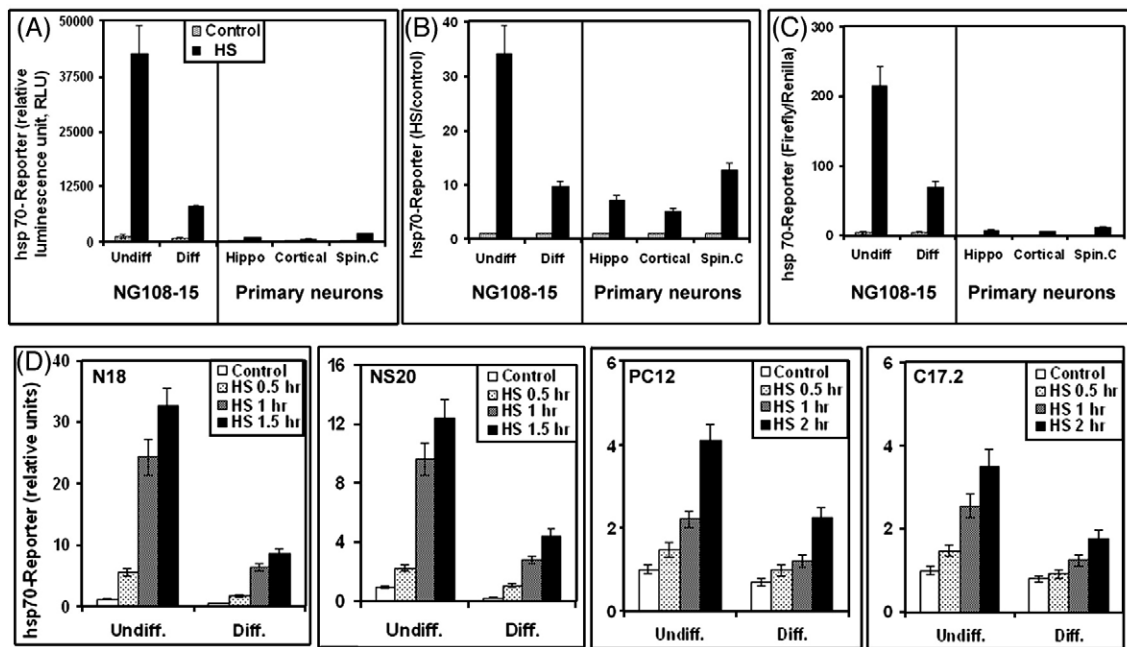 (A)
hsp 70- Reporter (relative
luminescence unit, RLU)
50000
37500
25000
12500
0
Control
HS
Undiff
Diff
Hippo
Cortical
Spin.C
NG108-15
Primary neurons
(B)
hsp70-Reporter (HS/control)
40
30
20
10
0
Undiff
Diff
Hippo
Cortical
Spin.C
NG108-15
Primary neurons
(C)
hsp 70-Reporter (Firefly/Renilla)
300
200
100
0
Undiff
Diff
Hippo
Cortical
Spin.C
NG108-15
Primary neurons
(D)
hsp70-Reporter (relative units)
40
30
20
10
0
N18
Control
HS 0.5 hr
HS 1 hr
HS 1.5 hr
Undiff.
Diff.
16
12
8
4
0
NS20
Control
HS 0.5 hr
HS 1 hr
HS 1.5 hr
Undiff.
Diff.
6
4
2
0
PC12
Control
HS 0.5 hr
HS 1 hr
HS 2 hr
Undiff.
Diff.
6
4
2
0
C17.2
Control
HS 0.5 hr
HS 1 hr
HS 2 hr
Undiff.
Diff.